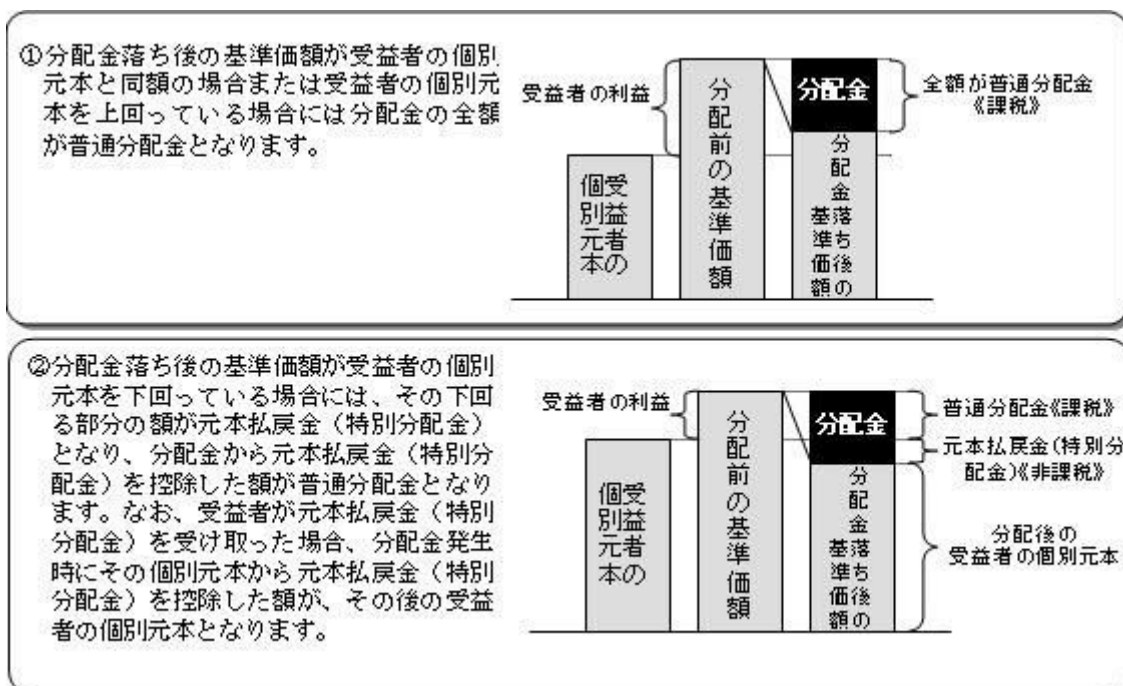 ①分配金落ち後の基準価額が受益者の個別
元本と同額の場合または受益者の個別元
本を上回っている場合には分配金の全額
が普通分配金となります。
受益者の利益
受益者の
個別元本
分配前の基準価額
分配金
分配金落ち後の
基準価額
全額が普通分配金
《課税》
②分配金落ち後の基準価額が受益者の個別
元本を下回っている場合には、その下回
る部分の額が元本払戻金（特別分配金）
となり、分配金から元本払戻金（特別分
配金）を控除した額が普通分配金となり
ます。なお、受益者が元本払戻金（特別
分配金）を受け取った場合、分配金発生
時にその個別元本から元本払戻金（特別
分配金）を控除した額が、その後の受益
者の個別元本となります。
受益者の利益
受益者の
個別元本
分配前の基準価額
分配金
分配金落ち後の
基準価額
普通分配金《課税》
元本払戻金(特別分
配金)《非課税》
分配後の
受益者の個別元本